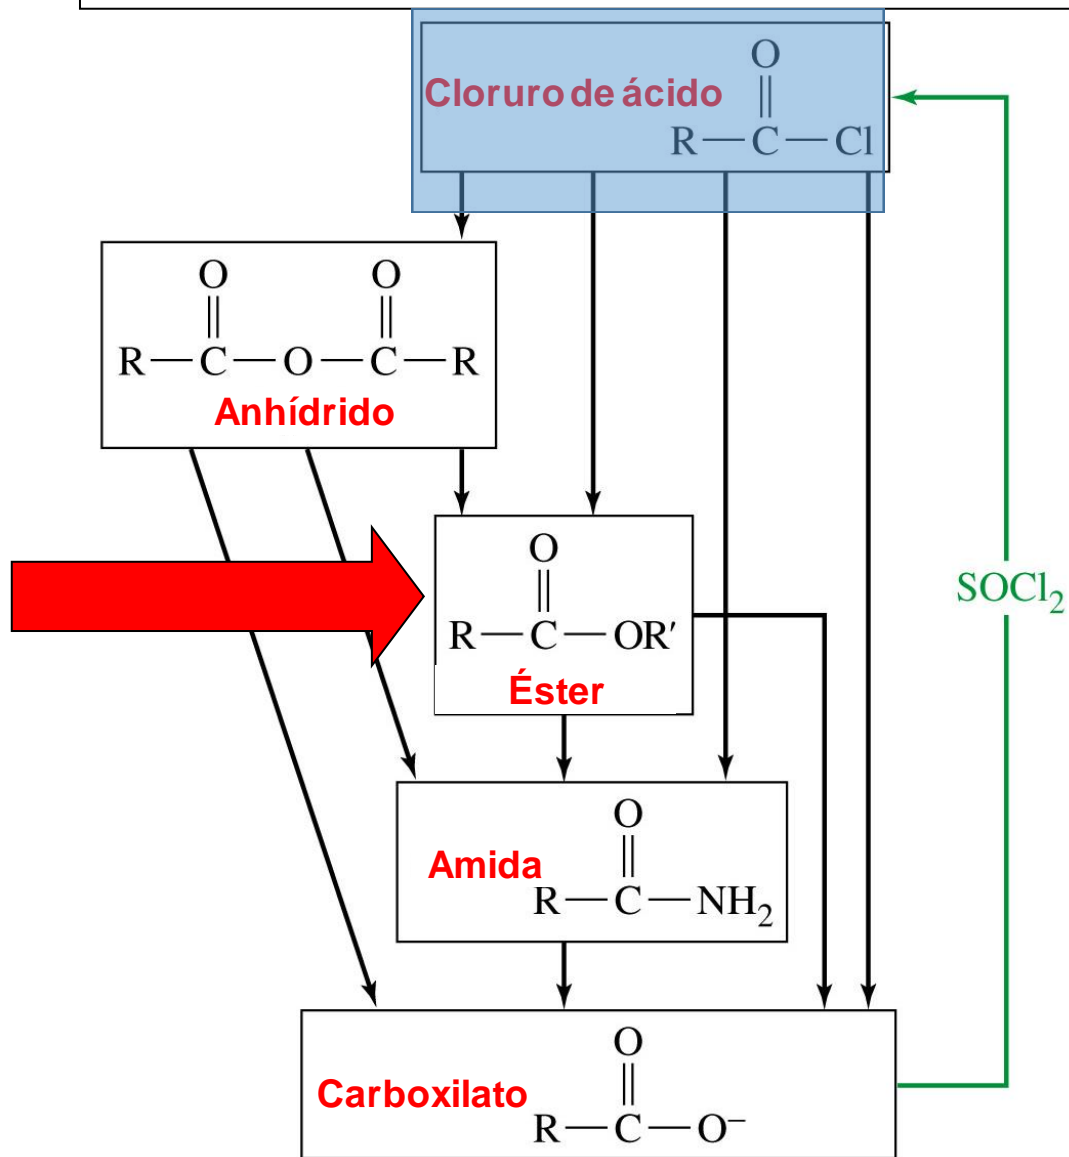 O
Cloruro de ácido
R — C — Cl
O O
R — C — O — C — R
Anhídrido
O
R — C — OR′
Éster
SOCl₂
O
Amida
R — C — NH₂
O
Carboxilato
R — C — O⁻